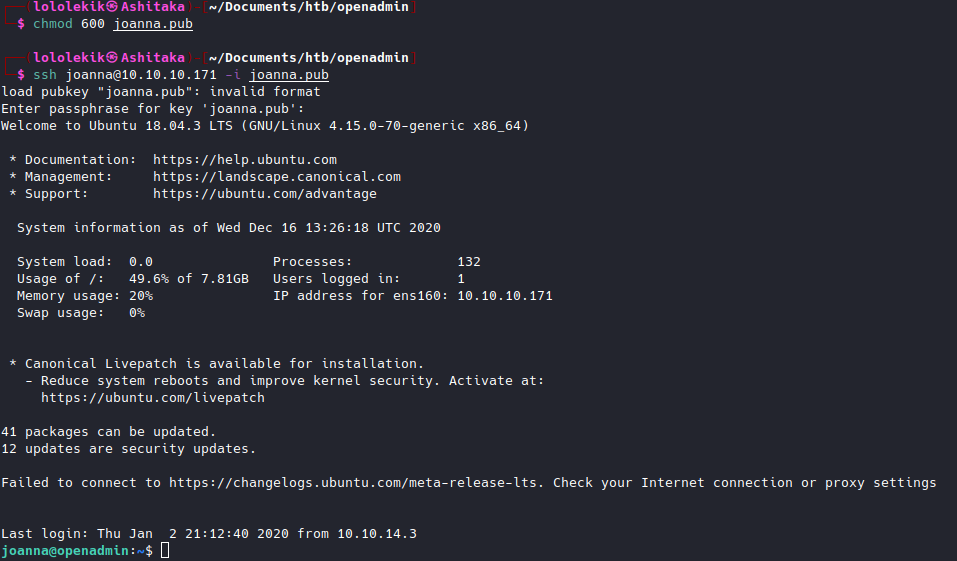 (lololekik㉿Ashitaka)-[~/Documents/htb/openadmin]
$ chmod 600 joanna.pub
(lololekik㉿Ashitaka)-[~/Documents/htb/openadmin]
$ ssh joanna@10.10.10.171 -i joanna.pub
load pubkey "joanna.pub": invalid format
Enter passphrase for key 'joanna.pub':
Welcome to Ubuntu 18.04.3 LTS (GNU/Linux 4.15.0-70-generic x86_64)
* Documentation:  https://help.ubuntu.com
* Management:     https://landscape.canonical.com
* Support:        https://ubuntu.com/advantage
System information as of Wed Dec 16 13:26:18 UTC 2020
System load:  0.0               Processes:             132
Usage of /:   49.6% of 7.81GB   Users logged in:       1
Memory usage: 20%               IP address for ens160: 10.10.10.171
Swap usage:   0%
* Canonical Livepatch is available for installation.
- Reduce system reboots and improve kernel security. Activate at:
https://ubuntu.com/livepatch
41 packages can be updated.
12 updates are security updates.
Failed to connect to https://changelogs.ubuntu.com/meta-release-lts. Check your Internet connection or proxy settings
Last login: Thu Jan  2 21:12:40 2020 from 10.10.14.3
joanna@openadmin:~$